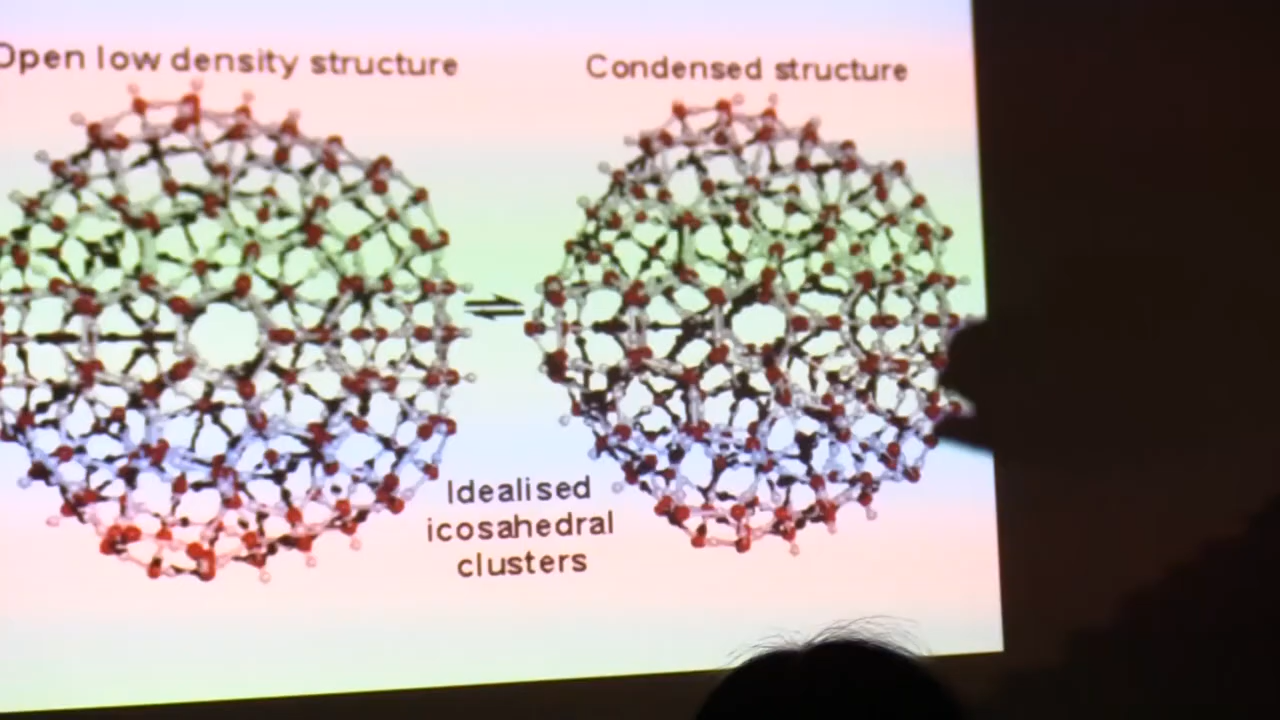 Open low density structure
Condensed structure
Idealised
icosahedral
clusters